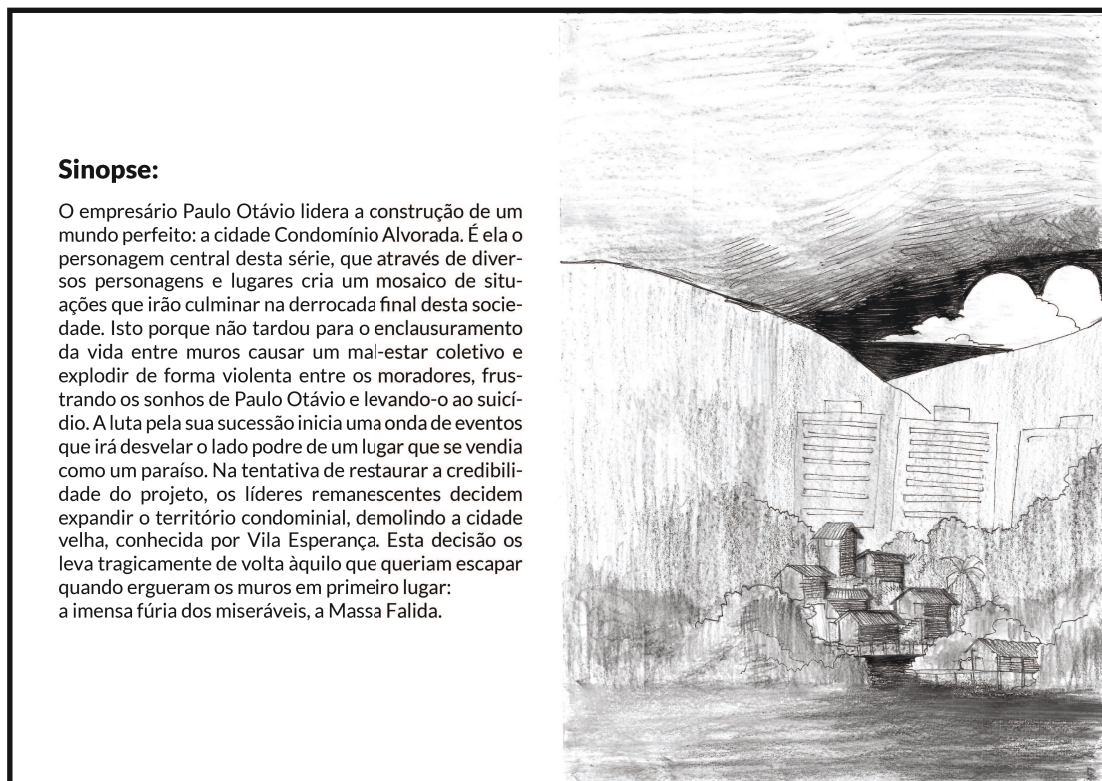 Sinopse:
O empresário Paulo Otávio lidera a construção de um
mundo perfeito: a cidade Condomínio Alvorada. É ela o
personagem central desta série, que através de diver-
sos personagens e lugares cria um mosaico de situ-
ações que irão culminar na derrocada final desta socie-
dade. Isto porque não tardou para o enclausuramento
da vida entre muros causar um mal-estar coletivo e
explodir de forma violenta entre os moradores, frus-
trando os sonhos de Paulo Otávio e levando-o ao suicí-
dio. A luta pela sua sucessão inicia uma onda de eventos
que irá desvelar o lado podre de um lugar que se vendia
como um paraíso. Na tentativa de restaurar a credibili-
dade do projeto, os líderes remanescentes decidem
expandir o território condominial, demolindo a cidade
velha, conhecida por Vila Esperança. Esta decisão os
leva tragicamente de volta àquilo que queriam escapar
quando ergueram os muros em primeiro lugar:
a imensa fúria dos miseráveis, a Massa Falida.